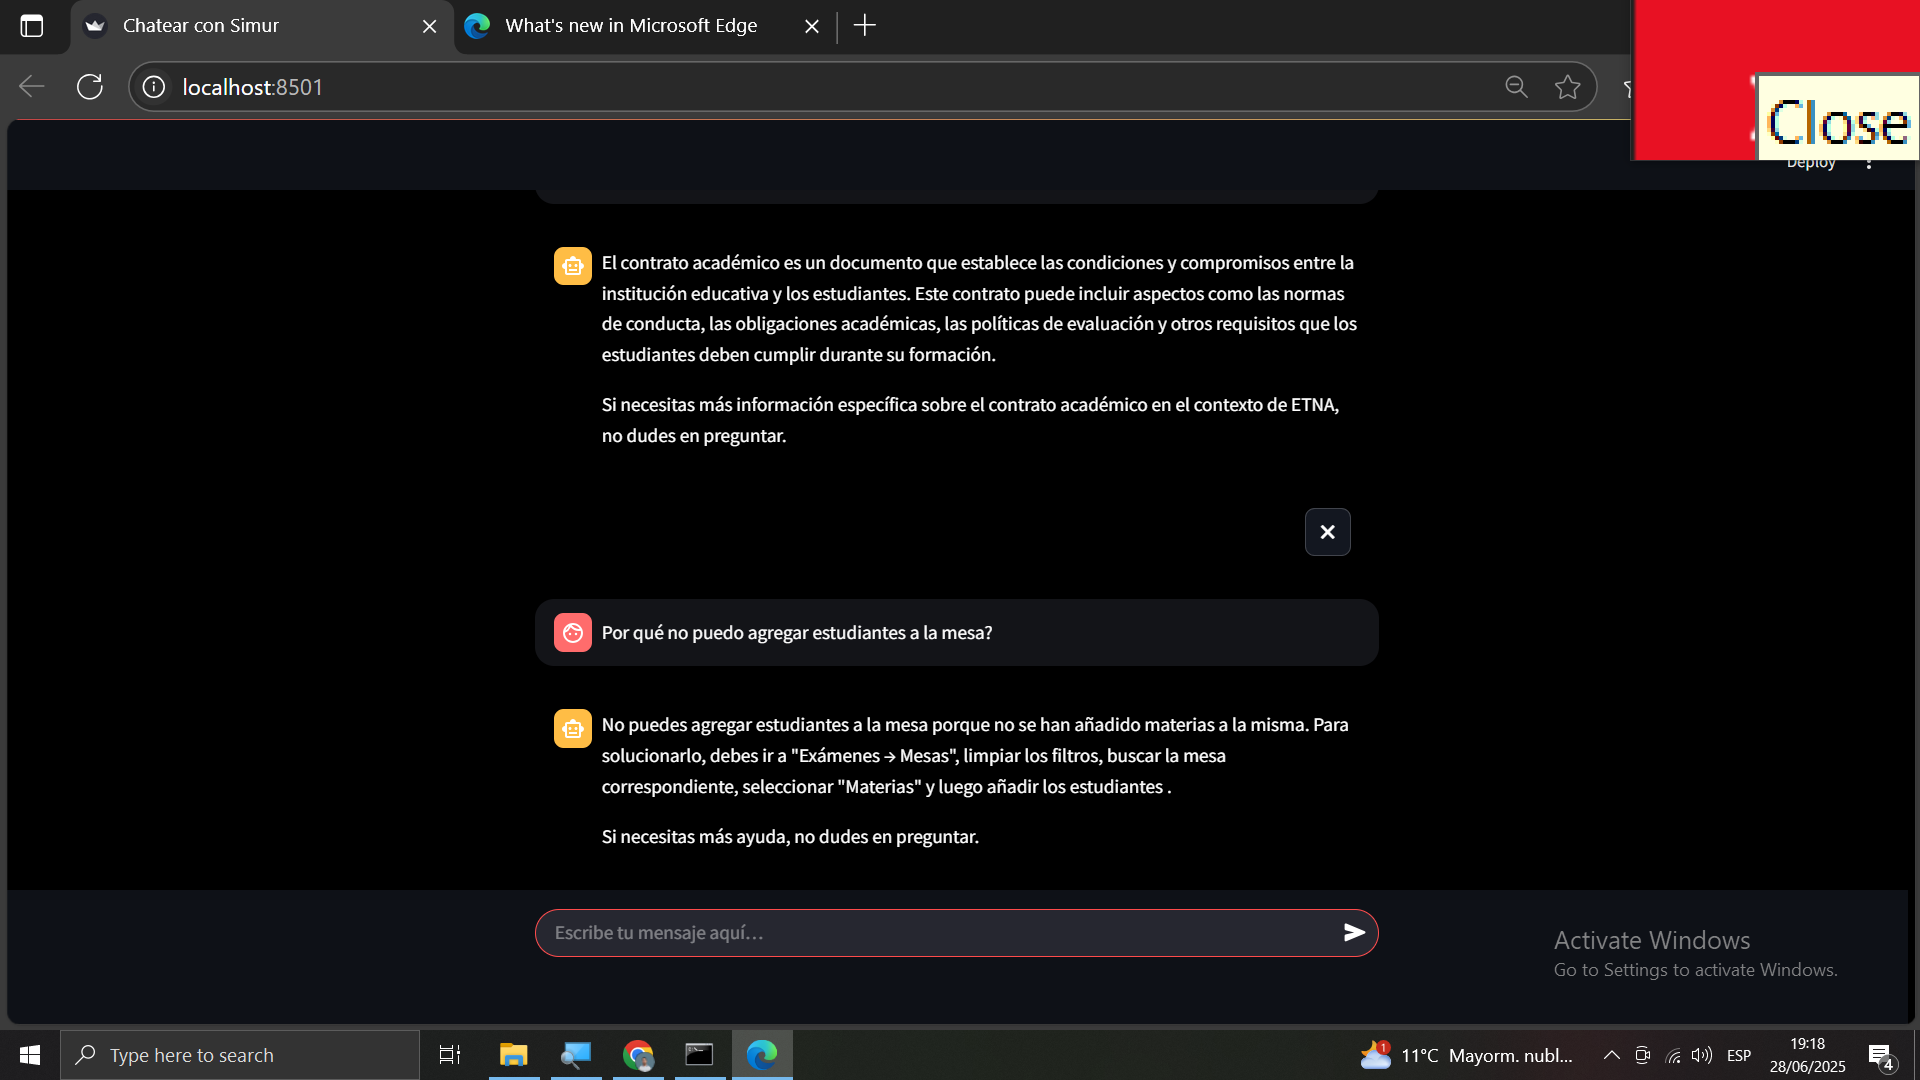 Chatear con Simur
What's new in Microsoft Edge
localhost:8501
Close
Deploy
El contrato académico es un documento que establece las condiciones y compromisos entre la
institución educativa y los estudiantes. Este contrato puede incluir aspectos como las normas
de conducta, las obligaciones académicas, las políticas de evaluación y otros requisitos que los
estudiantes deben cumplir durante su formación.
Si necesitas más información específica sobre el contrato académico en el contexto de ETNA,
no dudes en preguntar.
Por qué no puedo agregar estudiantes a la mesa?
No puedes agregar estudiantes a la mesa porque no se han añadido materias a la misma. Para
solucionarlo, debes ir a "Exámenes → Mesas", limpiar los filtros, buscar la mesa
correspondiente, seleccionar "Materias" y luego añadir los estudiantes .
Si necesitas más ayuda, no dudes en preguntar.
Escribe tu mensaje aquí...
Activate Windows
Go to Settings to activate Windows.
Type here to search
1
11°C Mayorm. nubl...
ESP
19:18
28/06/2025
4